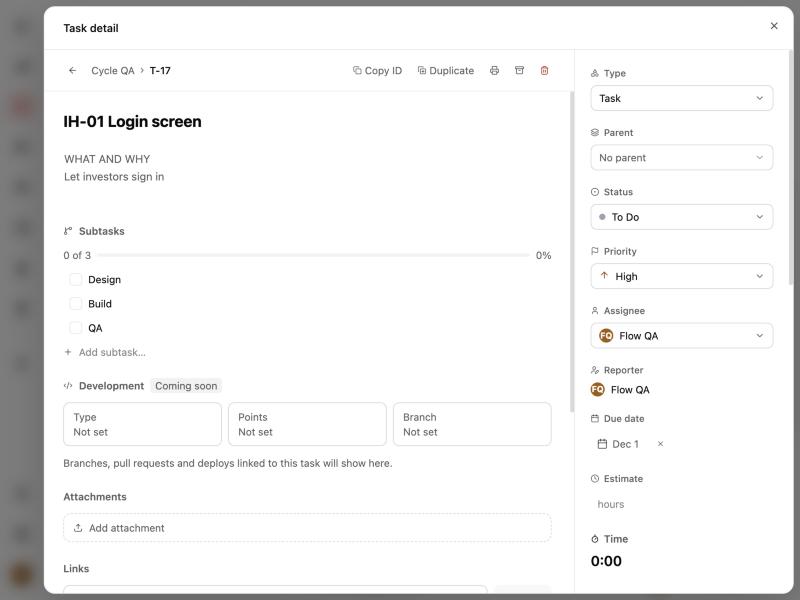 Task detail
Cycle QA > T-17
Copy ID
Duplicate
IH-01 Login screen
WHAT AND WHY
Let investors sign in
Subtasks
0 of 3
0%
Design
Build
QA
+ Add subtask...
Development
Coming soon
Type
Not set
Points
Not set
Branch
Not set
Branches, pull requests and deploys linked to this task will show here.
Attachments
Add attachment
Links
Type
Task
Parent
No parent
Status
To Do
Priority
High
Assignee
FQ Flow QA
Reporter
FQ Flow QA
Due date
Dec 1
Estimate
hours
Time
0:00